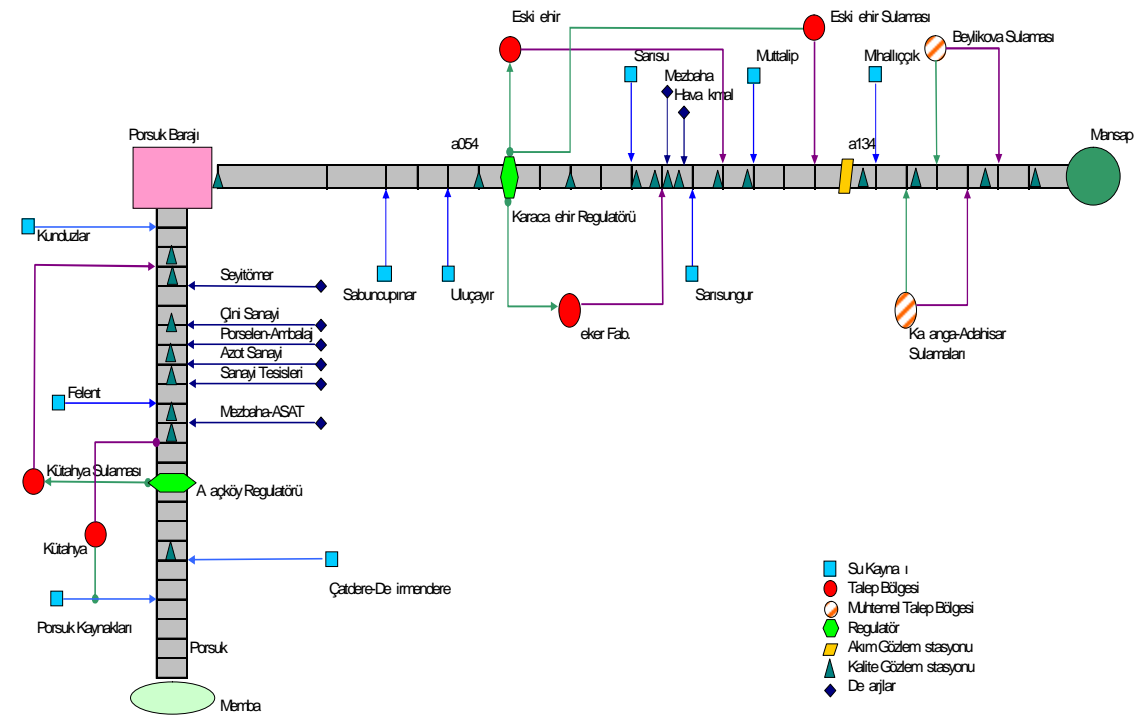 Eski ehir
Eski ehir Sulaması
Beylikova Sulaması
Sarısu
Muttalip
Mihallıççık
Mezbaha
Hava kmal
Porsuk Barajı
a054
a134
Mansap
Karaca ehir Regulatörü
Kunduzlar
Seyitömer
Sabuncupınar
Uluçayır
Sarısungur
Çini Sanayi
Porselen-Ambalaj
Azot Sanayi
Sanayi Tesisleri
eker Fab.
Ka anga-Adahisar
Sulamaları
Felent
Mezbaha-ASAT
Kütahya Sulaması
A açköy Regulatörü
Kütahya
Çatdere-De irmendere
Porsuk Kaynakları
Porsuk
Memba
Su Kayna ı
Talep Bölgesi
Muhtemel Talep Bölgesi
Regulatör
Akım Gözlem stasyonu
Kalite Gözlem stasyonu
De arjlar